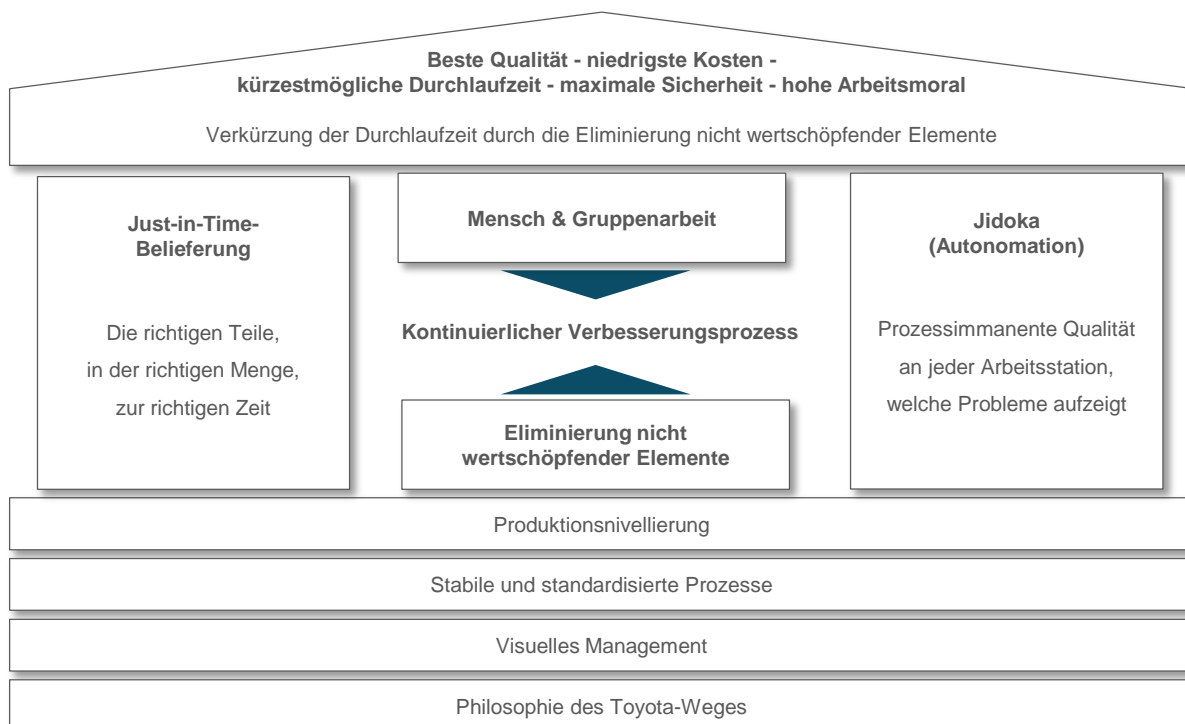 Beste Qualität - niedrigste Kosten -
kürzestmögliche Durchlaufzeit - maximale Sicherheit - hohe Arbeitsmoral
Verkürzung der Durchlaufzeit durch die Eliminierung nicht wertschöpfender Elemente
Just-in-Time-
Belieferung
Die richtigen Teile,
in der richtigen Menge,
zur richtigen Zeit
Mensch & Gruppenarbeit
Kontinuierlicher Verbesserungsprozess
Eliminierung nicht
wertschöpfender Elemente
Jidoka
(Autonomation)
Prozessimmanente Qualität
an jeder Arbeitsstation,
welche Probleme aufzeigt
Produktionsnivellierung
Stabile und standardisierte Prozesse
Visuelles Management
Philosophie des Toyota-Weges